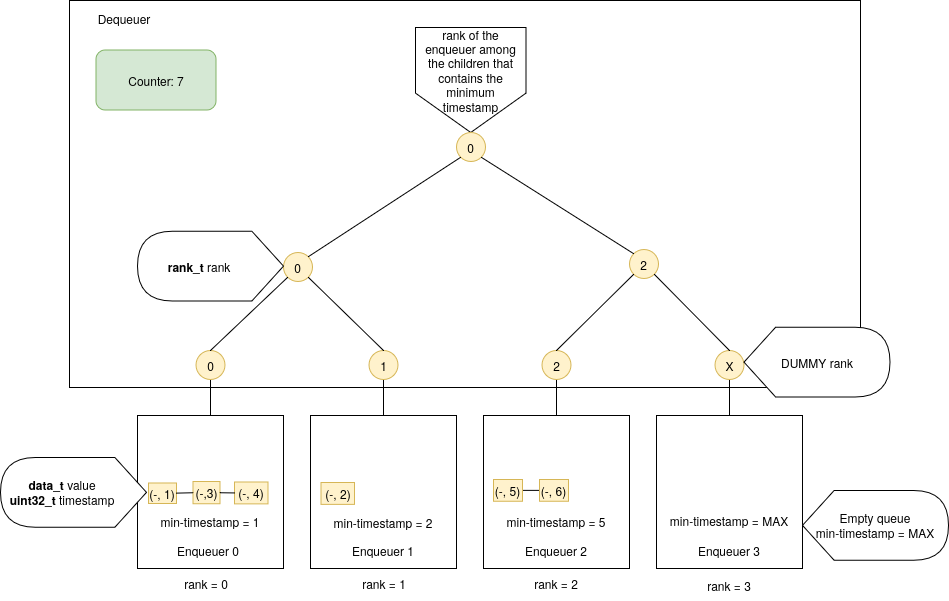 Dequeuer
Counter: 7
rank of the
enqueuer among
the children that
contains the
minimum
timestamp
0
rank_t rank
0
2
0
1
2
X
DUMMY rank
data_t value
uint32_t timestamp
(-, 1)
(-,3)
(-, 4)
min-timestamp = 1
Enqueuer 0
rank = 0
(-, 2)
min-timestamp = 2
Enqueuer 1
rank = 1
(-, 5)
(-, 6)
min-timestamp = 5
Enqueuer 2
rank = 2
min-timestamp = MAX
Enqueuer 3
rank = 3
Empty queue
min-timestamp = MAX